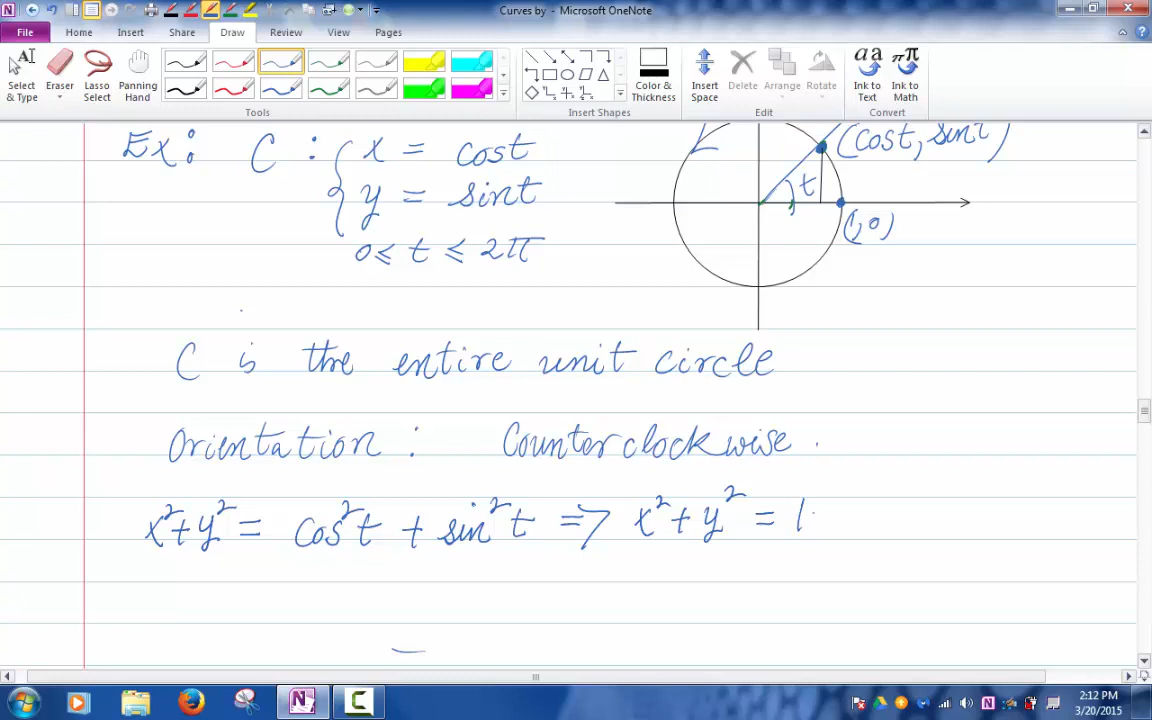 Curves by - Microsoft OneNote
File Home Insert Share Draw Review View Pages
Select & Type
Eraser
Lasso Select
Panning Hand
Color & Thickness
Insert Space
Delete
Arrange
Rotate
Ink to Text
Ink to Math
Tools
Insert Shapes
Edit
Convert
Ex: C : { x = cost
y = sint
0 ≤ t ≤ 2π
(cost, sint)
t
(1,0)
C is the entire unit circle
Orientation : Counterclockwise.
x²+y² = cos²t + sin²t => x²+y² = 1.
2:12 PM
3/20/2015